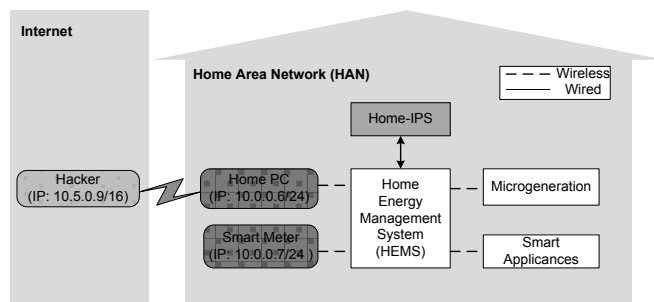 Internet
Home Area Network (HAN)
Wireless
Wired
Home-IPS
Hacker
(IP: 10.5.0.9/16)
Home PC
(IP: 10.0.0.6/24)
Smart Meter
(IP: 10.0.0.7/24 )
Home
Energy
Management
System
(HEMS)
Microgeneration
Smart
Applicances